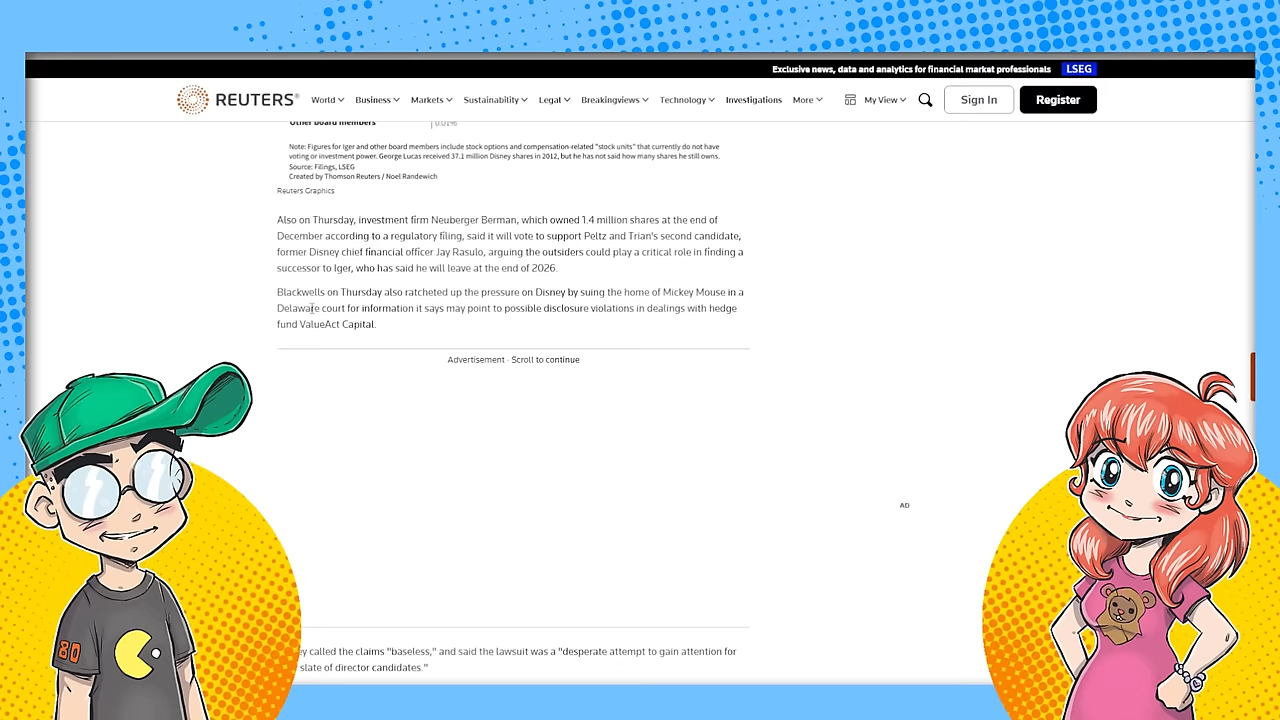 Exclusive news, data and analytics for financial market professionals LSEG
REUTERS® World Business Markets Sustainability Legal Breakingviews Technology Investigations More My View Sign In Register
Other board members 0.01%
Note: Figures for Iger and other board members include stock options and compensation-related "stock units" that currently do not have
voting or investment power. George Lucas received 37.1 million Disney shares in 2012, but he has not said how many shares he still owns.
Source: Filings, LSEG
Created by Thomson Reuters / Noel Randewich
Reuters Graphics
Also on Thursday, investment firm Neuberger Berman, which owned 1.4 million shares at the end of
December according to a regulatory filing, said it will vote to support Peltz and Trian's second candidate,
former Disney chief financial officer Jay Rasulo, arguing the outsiders could play a critical role in finding a
successor to Iger, who has said he will leave at the end of 2026.
Blackwells on Thursday also ratcheted up the pressure on Disney by suing the home of Mickey Mouse in a
Delaware court for information it says may point to possible disclosure violations in dealings with hedge
fund ValueAct Capital.
Advertisement · Scroll to continue
AD
ey called the claims "baseless," and said the lawsuit was a "desperate attempt to gain attention for
slate of director candidates."
80